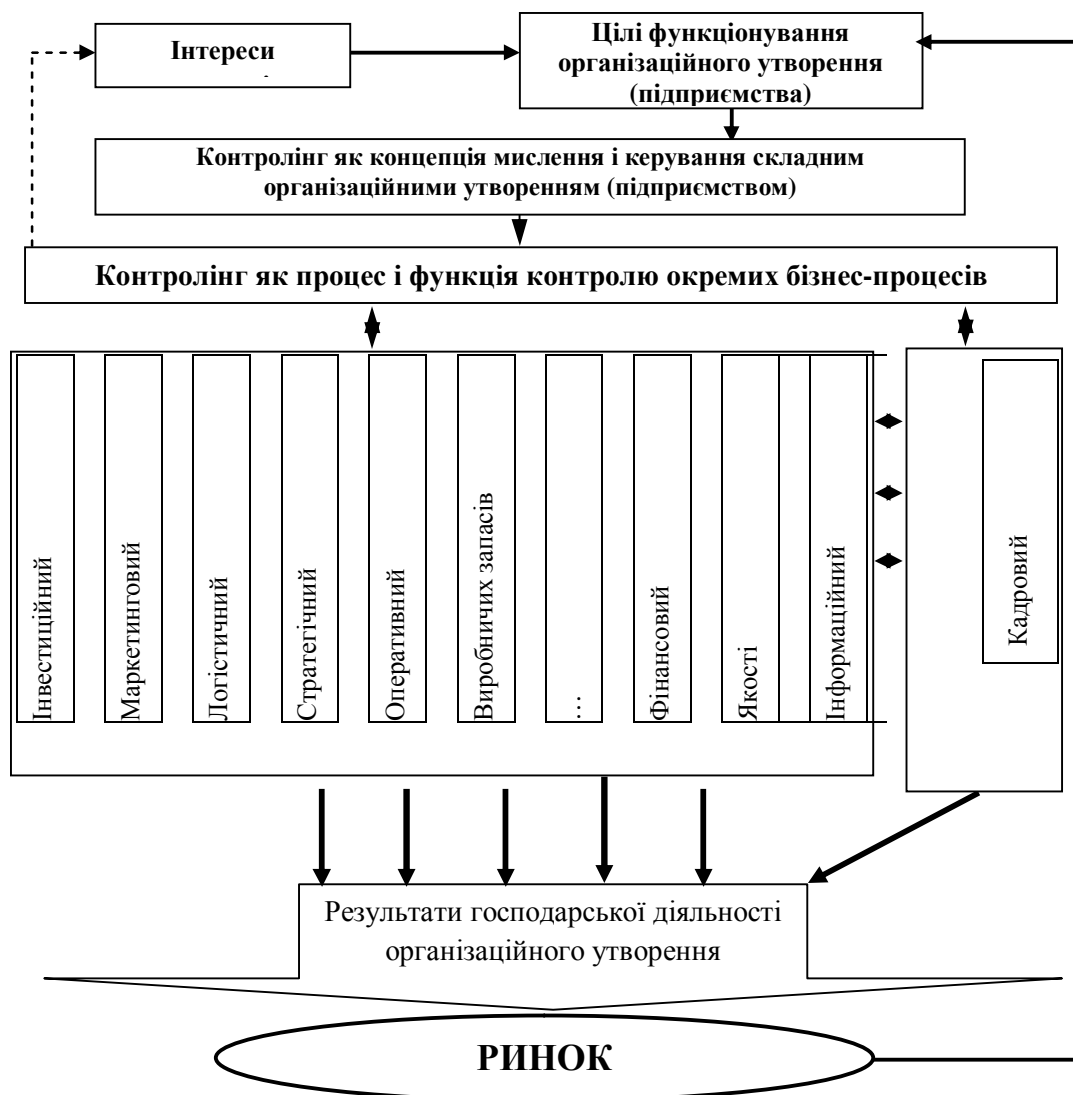 Інтереси
Цілі функціонування
організаційного утворення
(підприємства)
Контролінг як концепція мислення і керування складним
організаційними утворенням (підприємством)
Контролінг як процес і функція контролю окремих бізнес-процесів
Інвестиційний
Маркетинговий
Логістичний
Стратегічний
Оперативний
Виробничих запасів
…
Фінансовий
Якості
Інформаційний
Кадровий
Результати господарської діяльності
організаційного утворення
РИНОК